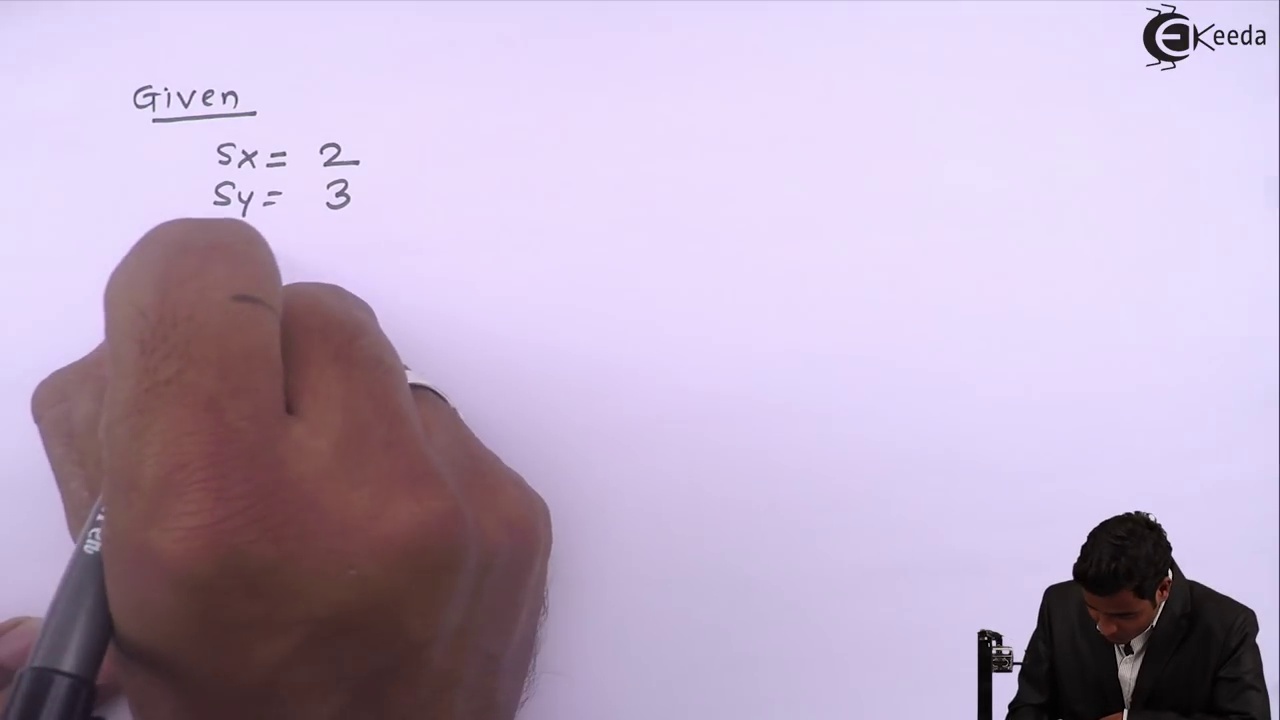 Given
Sx = 2
Sy = 3
EKeeda